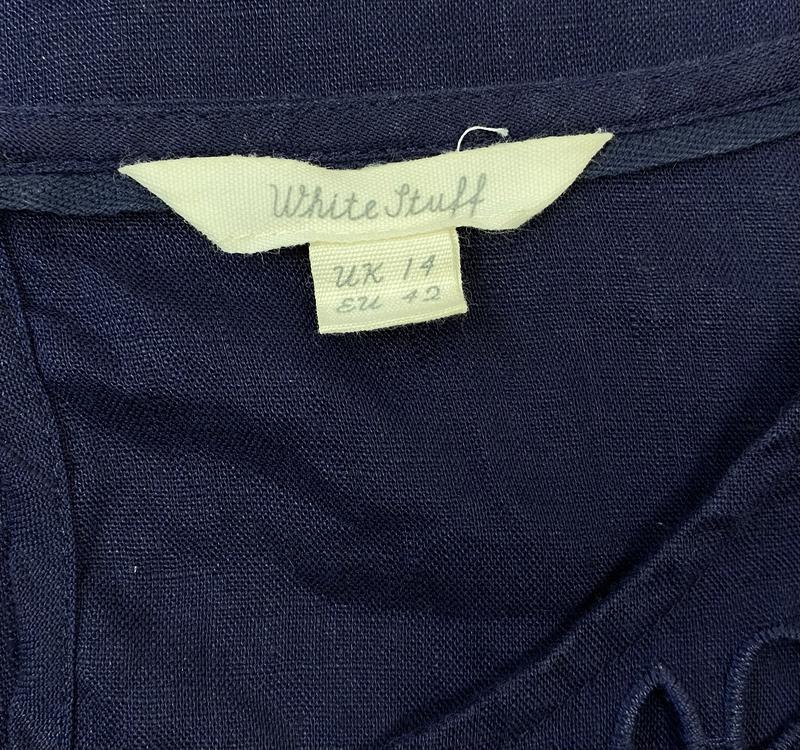 White Stuff
UK 14
EU 42